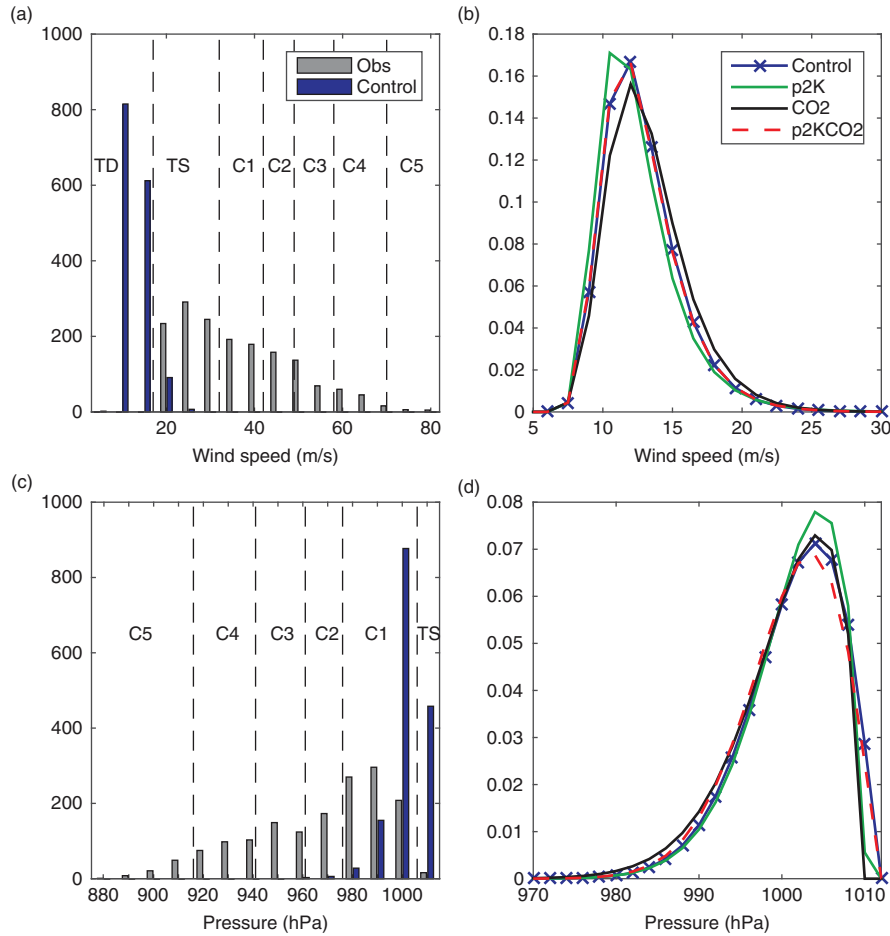 (a)
1000
800
600
400
200
0
Obs
Control
TD TS C1 C2 C3 C4 C5
20 40 60 80
Wind speed (m/s)
(b)
0.18
0.16
0.14
0.12
0.1
0.08
0.06
0.04
0.02
0
Control
p2K
CO2
p2KCO2
5 10 15 20 25 30
Wind speed (m/s)
(c)
1000
800
600
400
200
0
C5 C4 C3 C2 C1 TS
880 900 920 940 960 980 1000
Pressure (hPa)
(d)
0.08
0.07
0.06
0.05
0.04
0.03
0.02
0.01
0
970 980 990 1000 1010
Pressure (hPa)